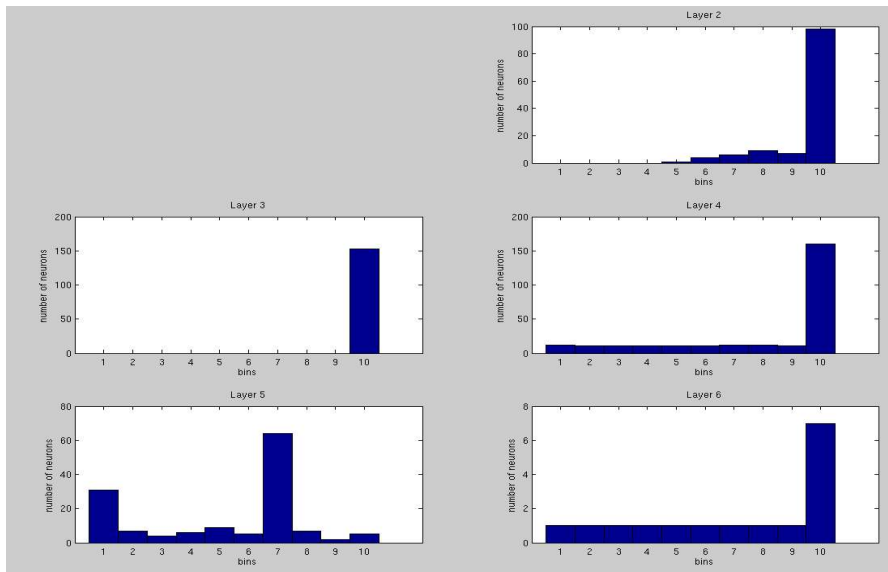 Layer 2
number of neurons
100
80
60
40
20
0
1 2 3 4 5 6 7 8 9 10
bins
Layer 3
number of neurons
200
150
100
50
0
1 2 3 4 5 6 7 8 9 10
bins
Layer 4
number of neurons
200
150
100
50
0
1 2 3 4 5 6 7 8 9 10
bins
Layer 5
number of neurons
80
60
40
20
0
1 2 3 4 5 6 7 8 9 10
bins
Layer 6
number of neurons
8
6
4
2
0
1 2 3 4 5 6 7 8 9 10
bins